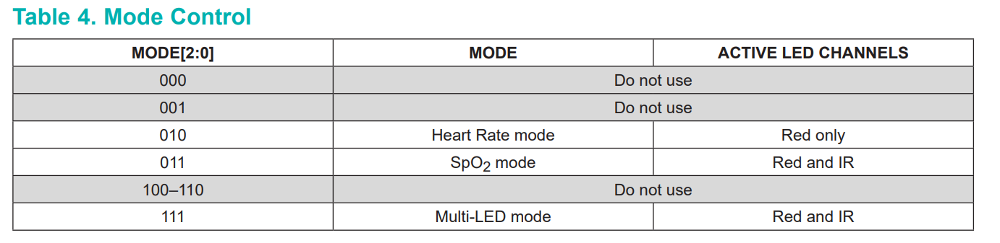 Table 4. Mode Control
MODE[2:0] MODE ACTIVE LED CHANNELS
000 Do not use
001 Do not use
010 Heart Rate mode Red only
011 SpO2 mode Red and IR
100–110 Do not use
111 Multi-LED mode Red and IR